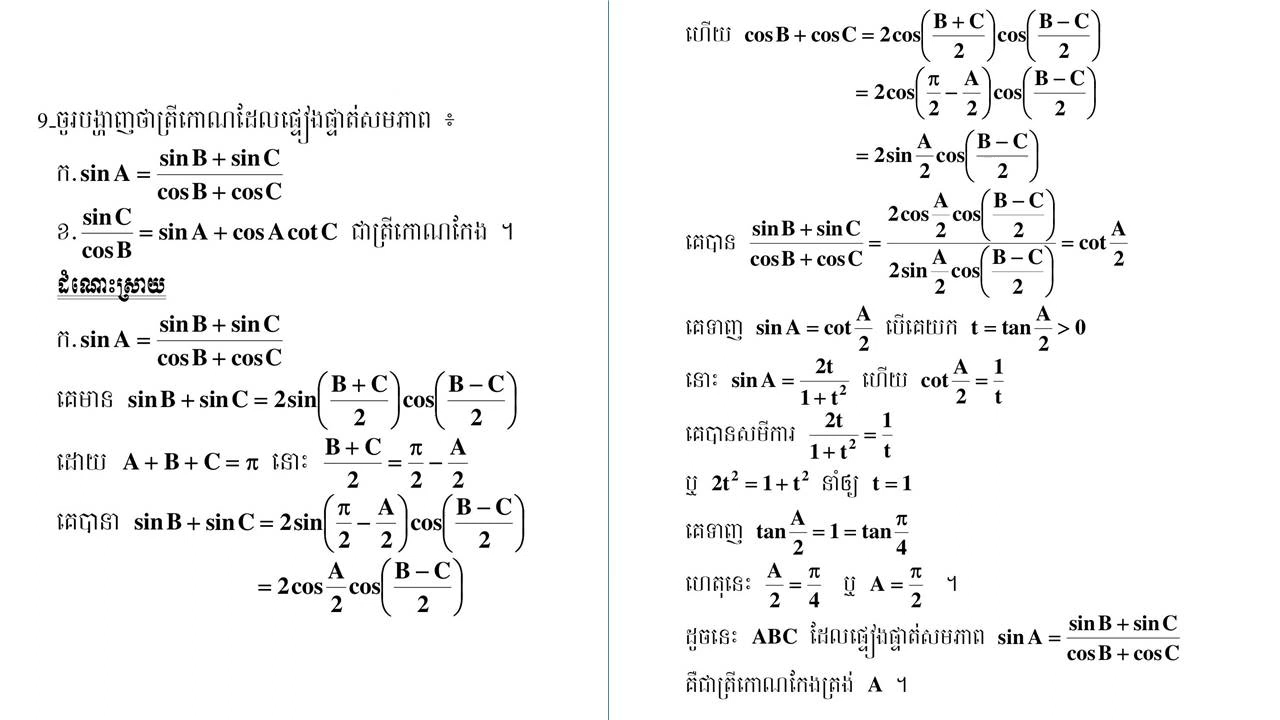 9_ចូរបង្ហាញថាត្រីកោណដែលផ្ទៀងផ្ទាត់សមភាព ៖
ក. sin A = (sin B + sin C)/(cos B + cos C)
ខ. sin C/cos B = sin A + cos A cot C ជាត្រីកោណកែង ។
ដំណោះស្រាយ
ក. sin A = (sin B + sin C)/(cos B + cos C)
គេមាន sin B + sin C = 2sin((B + C)/2)cos((B − C)/2)
ដោយ A + B + C = π នោះ (B + C)/2 = π/2 − A/2
គេបានា sin B + sin C = 2sin(π/2 − A/2)cos((B − C)/2)
= 2cos A/2 cos((B − C)/2)
ហើយ cos B + cos C = 2cos((B + C)/2)cos((B − C)/2)
= 2cos(π/2 − A/2)cos((B − C)/2)
= 2sin A/2 cos((B − C)/2)
គេបាន (sin B + sin C)/(cos B + cos C) = (2cos A/2 cos((B − C)/2))/(2sin A/2 cos((B − C)/2)) = cot A/2
គេទាញ sin A = cot A/2 បើគេយក t = tan A/2 > 0
នោះ sin A = 2t/(1 + t²) ហើយ cot A/2 = 1/t
គេបានសមីការ 2t/(1 + t²) = 1/t
ឬ 2t² = 1 + t² នាំឲ្យ t = 1
គេទាញ tan A/2 = 1 = tan π/4
ហេតុនេះ A/2 = π/4 ឬ A = π/2 ។
ដូចនេះ ABC ដែលផ្ទៀងផ្ទាត់សមភាព sin A = (sin B + sin C)/(cos B + cos C)
គឺជាត្រីកោណកែងត្រង់ A ។